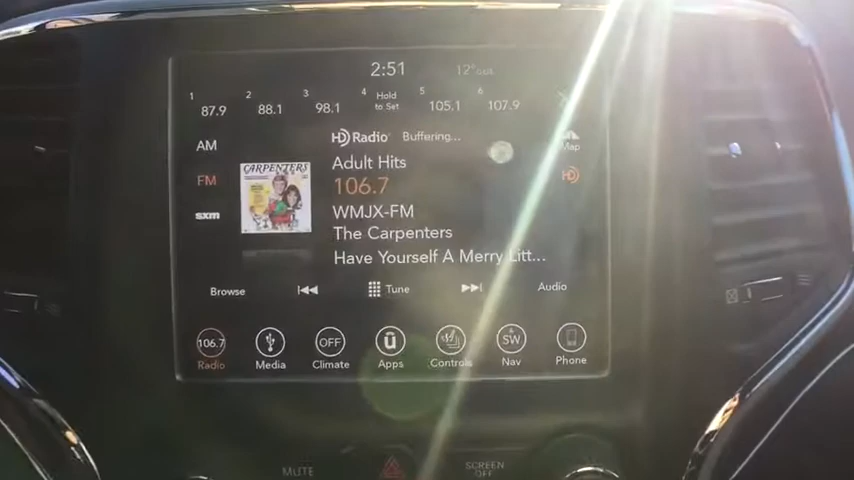 2:51 12°
1 2 3 4 Hold to Set 5 6
87.9 88.1 98.1 105.1 107.9
AM
HD Radio Buffering...
Map
Adult Hits
FM
106.7
HD
CARPENTERS
sxm
WMJX-FM
The Carpenters
Have Yourself A Merry Litt...
Browse Tune Audio
106.7 OFF ū SW
Radio Media Climate Apps Controls Nav Phone
MUTE SCREEN OFF